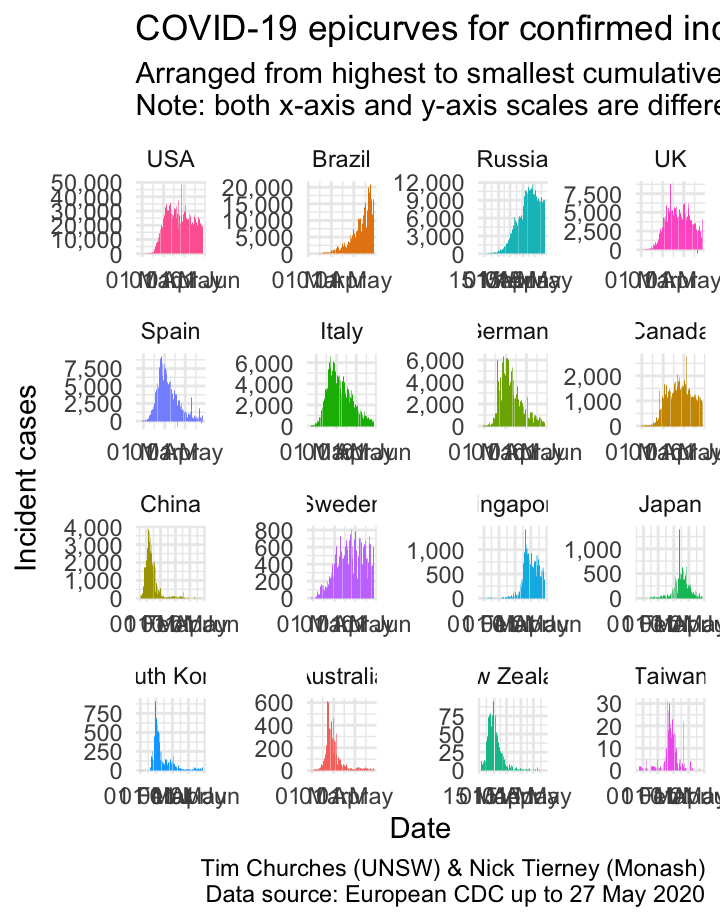 COVID-19 epicurves for confirmed inc
Arranged from highest to smallest cumulative
Note: both x-axis and y-axis scales are differe
USA Brazil Russia UK
50,000 40,000 30,000 20,000 10,000 0
20,000 15,000 10,000 5,000 0
12,000 9,000 6,000 3,000 0
7,500 5,000 2,500 0
Spain Italy German Canada
7,500 5,000 2,500 0
6,000 4,000 2,000 0
6,000 4,000 2,000 0
2,000 1,000 0
Incident cases
China Sweden ingapor Japan
4,000 3,000 2,000 1,000 0
800 600 400 200 0
1,000 500 0
1,000 500 0
uth Kor Australia w Zeala Taiwan
750 500 250 0
600 400 200 0
75 50 25 0
30 20 10 0
Date
Tim Churches (UNSW) & Nick Tierney (Monash)
Data source: European CDC up to 27 May 2020